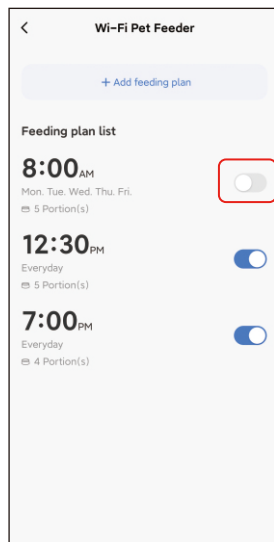 Wi-Fi Pet Feeder
+ Add feeding plan
Feeding plan list
8:00AM
Mon. Tue. Wed. Thu. Fri.
5 Portion(s)
12:30PM
Everyday
5 Portion(s)
7:00PM
Everyday
4 Portion(s)